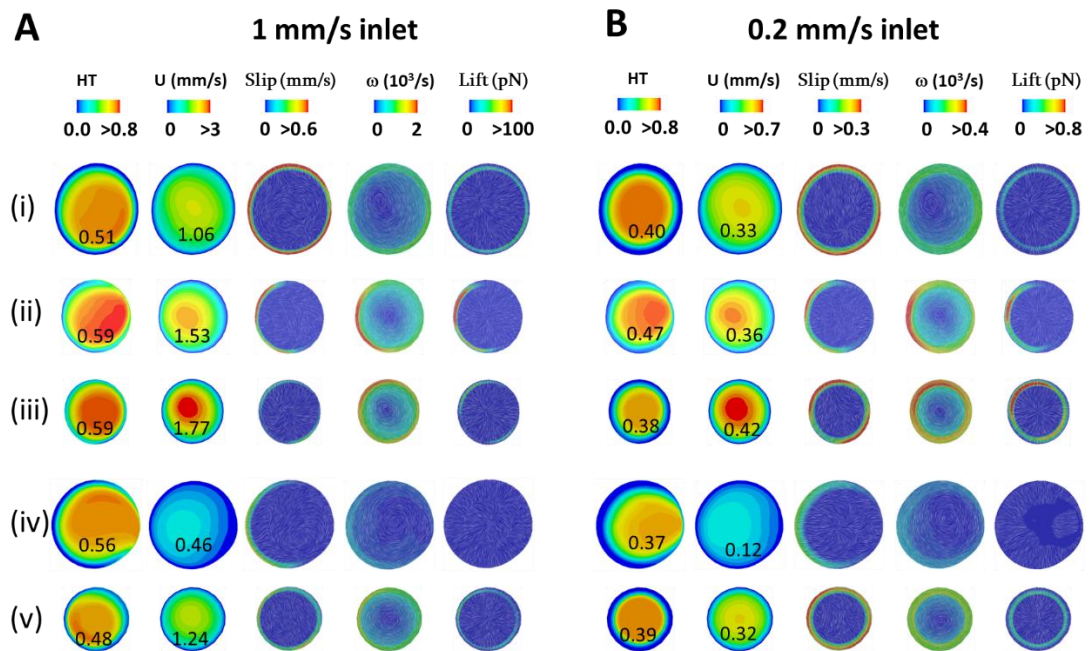 A 1 mm/s inlet B 0.2 mm/s inlet
HT U (mm/s) Slip (mm/s) ω (10³/s) Lift (pN) HT U (mm/s) Slip (mm/s) ω (10³/s) Lift (pN)
0.0 >0.8 0 >3 0 >0.6 0 2 0 >100 0.0 >0.8 0 >0.7 0 >0.3 0 >0.4 0 >0.8
(i) 0.51 1.06 0.40 0.33
(ii) 0.59 1.53 0.47 0.36
(iii) 0.59 1.77 0.38 0.42
(iv) 0.56 0.46 0.37 0.12
(v) 0.48 1.24 0.39 0.32